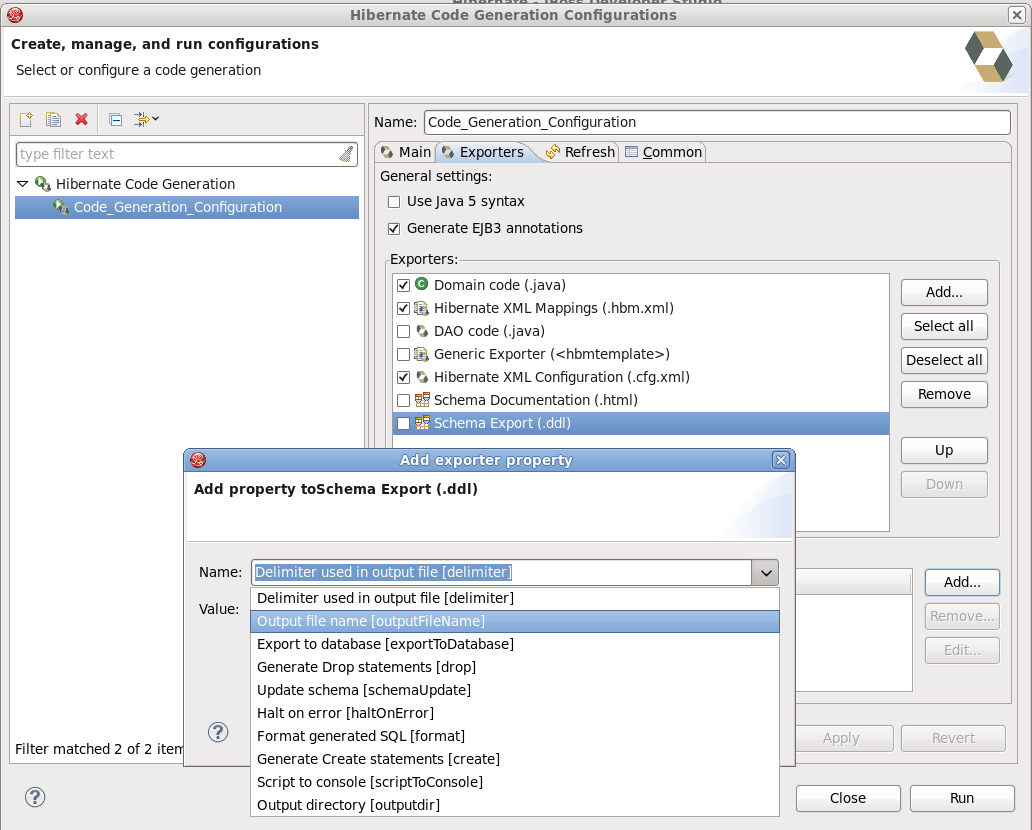 Hibernate - JBoss Developer Studio
Hibernate Code Generation Configurations
Create, manage, and run configurations
Select or configure a code generation
type filter text
Hibernate Code Generation
Code_Generation_Configuration
Filter matched 2 of 2 item
Name: Code_Generation_Configuration
Main Exporters Refresh Common
General settings:
Use Java 5 syntax
Generate EJB3 annotations
Exporters:
Domain code (.java)
Hibernate XML Mappings (.hbm.xml)
DAO code (.java)
Generic Exporter (<hbmtemplate>)
Hibernate XML Configuration (.cfg.xml)
Schema Documentation (.html)
Schema Export (.ddl)
Add...
Select all
Deselect all
Remove
Up
Down
Add exporter property
Add property toSchema Export (.ddl)
Name: Delimiter used in output file [delimiter]
Value:
Delimiter used in output file [delimiter]
Output file name [outputFileName]
Export to database [exportToDatabase]
Generate Drop statements [drop]
Update schema [schemaUpdate]
Halt on error [haltOnError]
Format generated SQL [format]
Generate Create statements [create]
Script to console [scriptToConsole]
Output directory [outputdir]
Add...
Remove...
Edit...
Apply
Revert
Close
Run